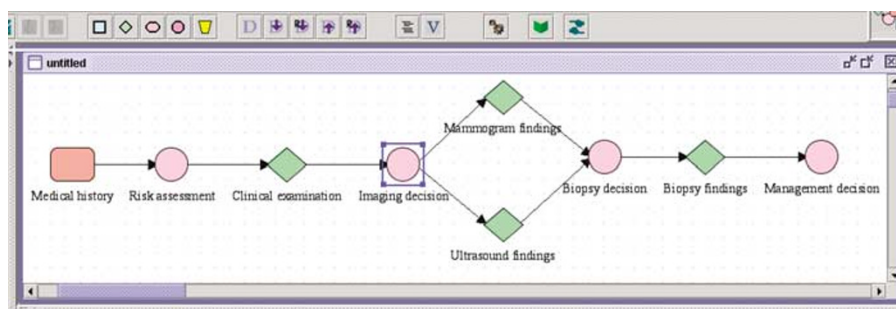 D
V
untitled
Mammogram findings
Medical history
Risk assessment
Clinical examination
Imaging decision
Biopsy decision
Biopsy findings
Management decision
Ultrasound findings